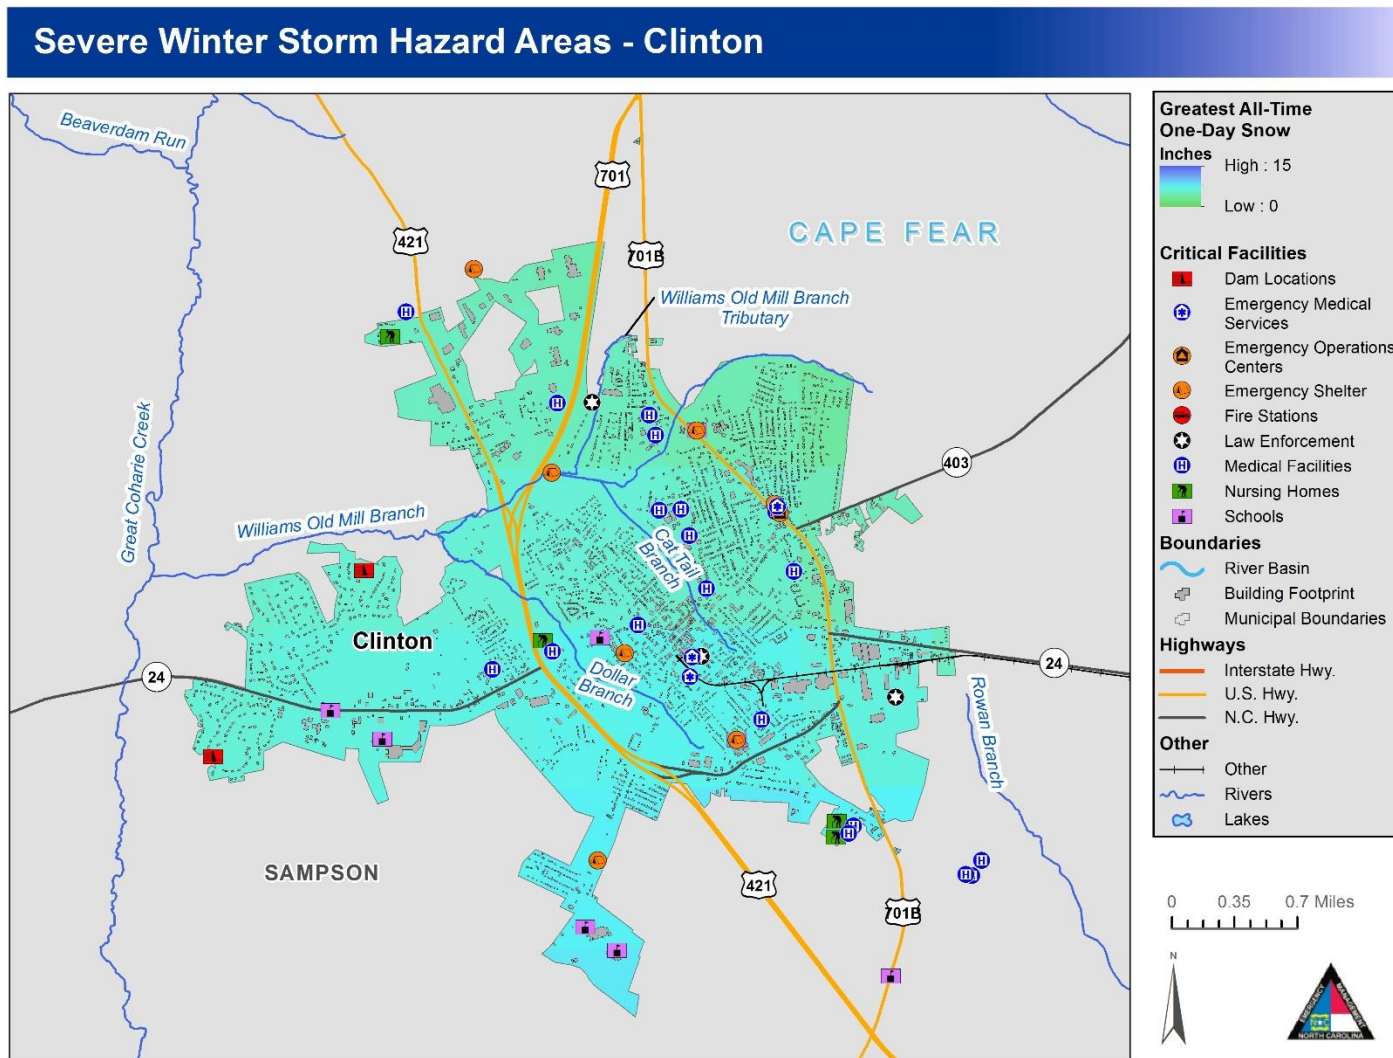 Severe Winter Storm Hazard Areas - Clinton
Beaverdam Run
701
421
701B
CAPE FEAR
Williams Old Mill Branch
Tributary
Great Coharie Creek
403
Williams Old Mill Branch
Cat Tail
Branch
Clinton
24
24
Dollar
Branch
Rowan Branch
SAMPSON
421
701B
Greatest All-Time
One-Day Snow
Inches
High : 15
Low : 0
Critical Facilities
Dam Locations
Emergency Medical
Services
Emergency Operations
Centers
Emergency Shelter
Fire Stations
Law Enforcement
Medical Facilities
Nursing Homes
Schools
Boundaries
River Basin
Building Footprint
Municipal Boundaries
Highways
Interstate Hwy.
U.S. Hwy.
N.C. Hwy.
Other
Other
Rivers
Lakes
0 0.35 0.7 Miles
N
EMERGENCY
MANAGEMENT
N C
NORTH CAROLINA